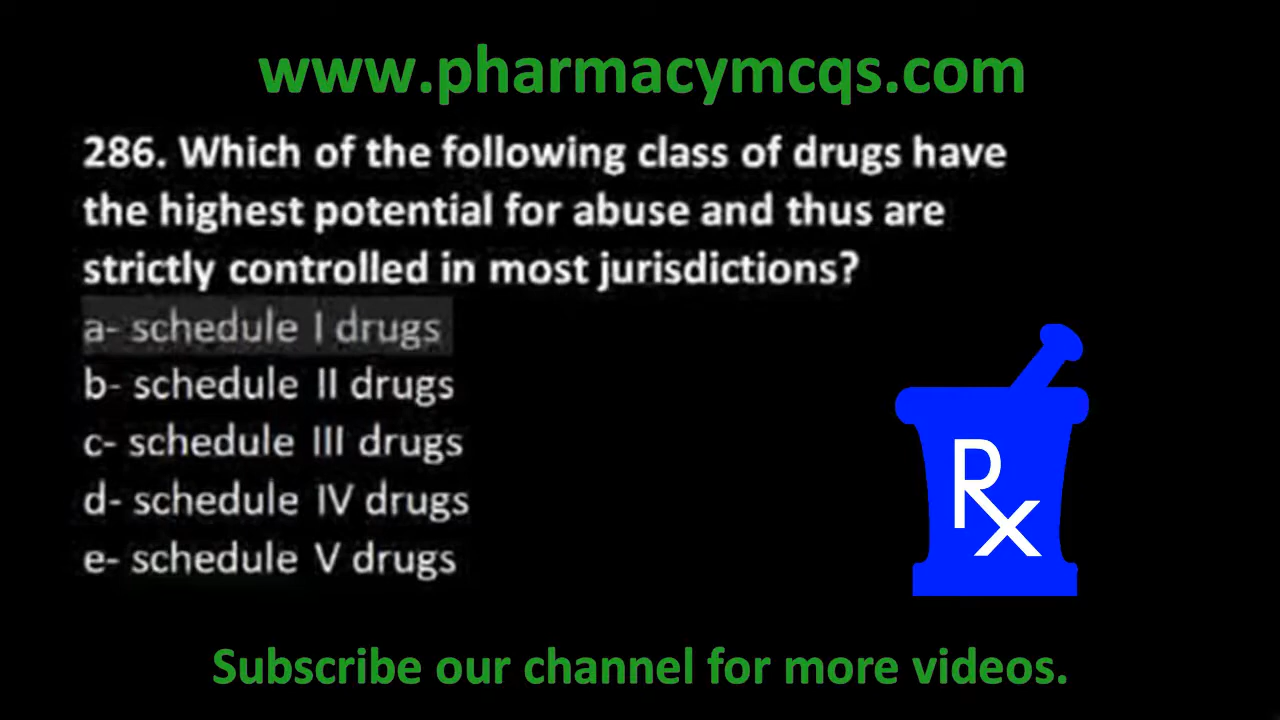 www.pharmacymcqs.com
286. Which of the following class of drugs have
the highest potential for abuse and thus are
strictly controlled in most jurisdictions?
a- schedule I drugs
b- schedule II drugs
c- schedule III drugs
d- schedule IV drugs
e- schedule V drugs
Rx
Subscribe our channel for more videos.